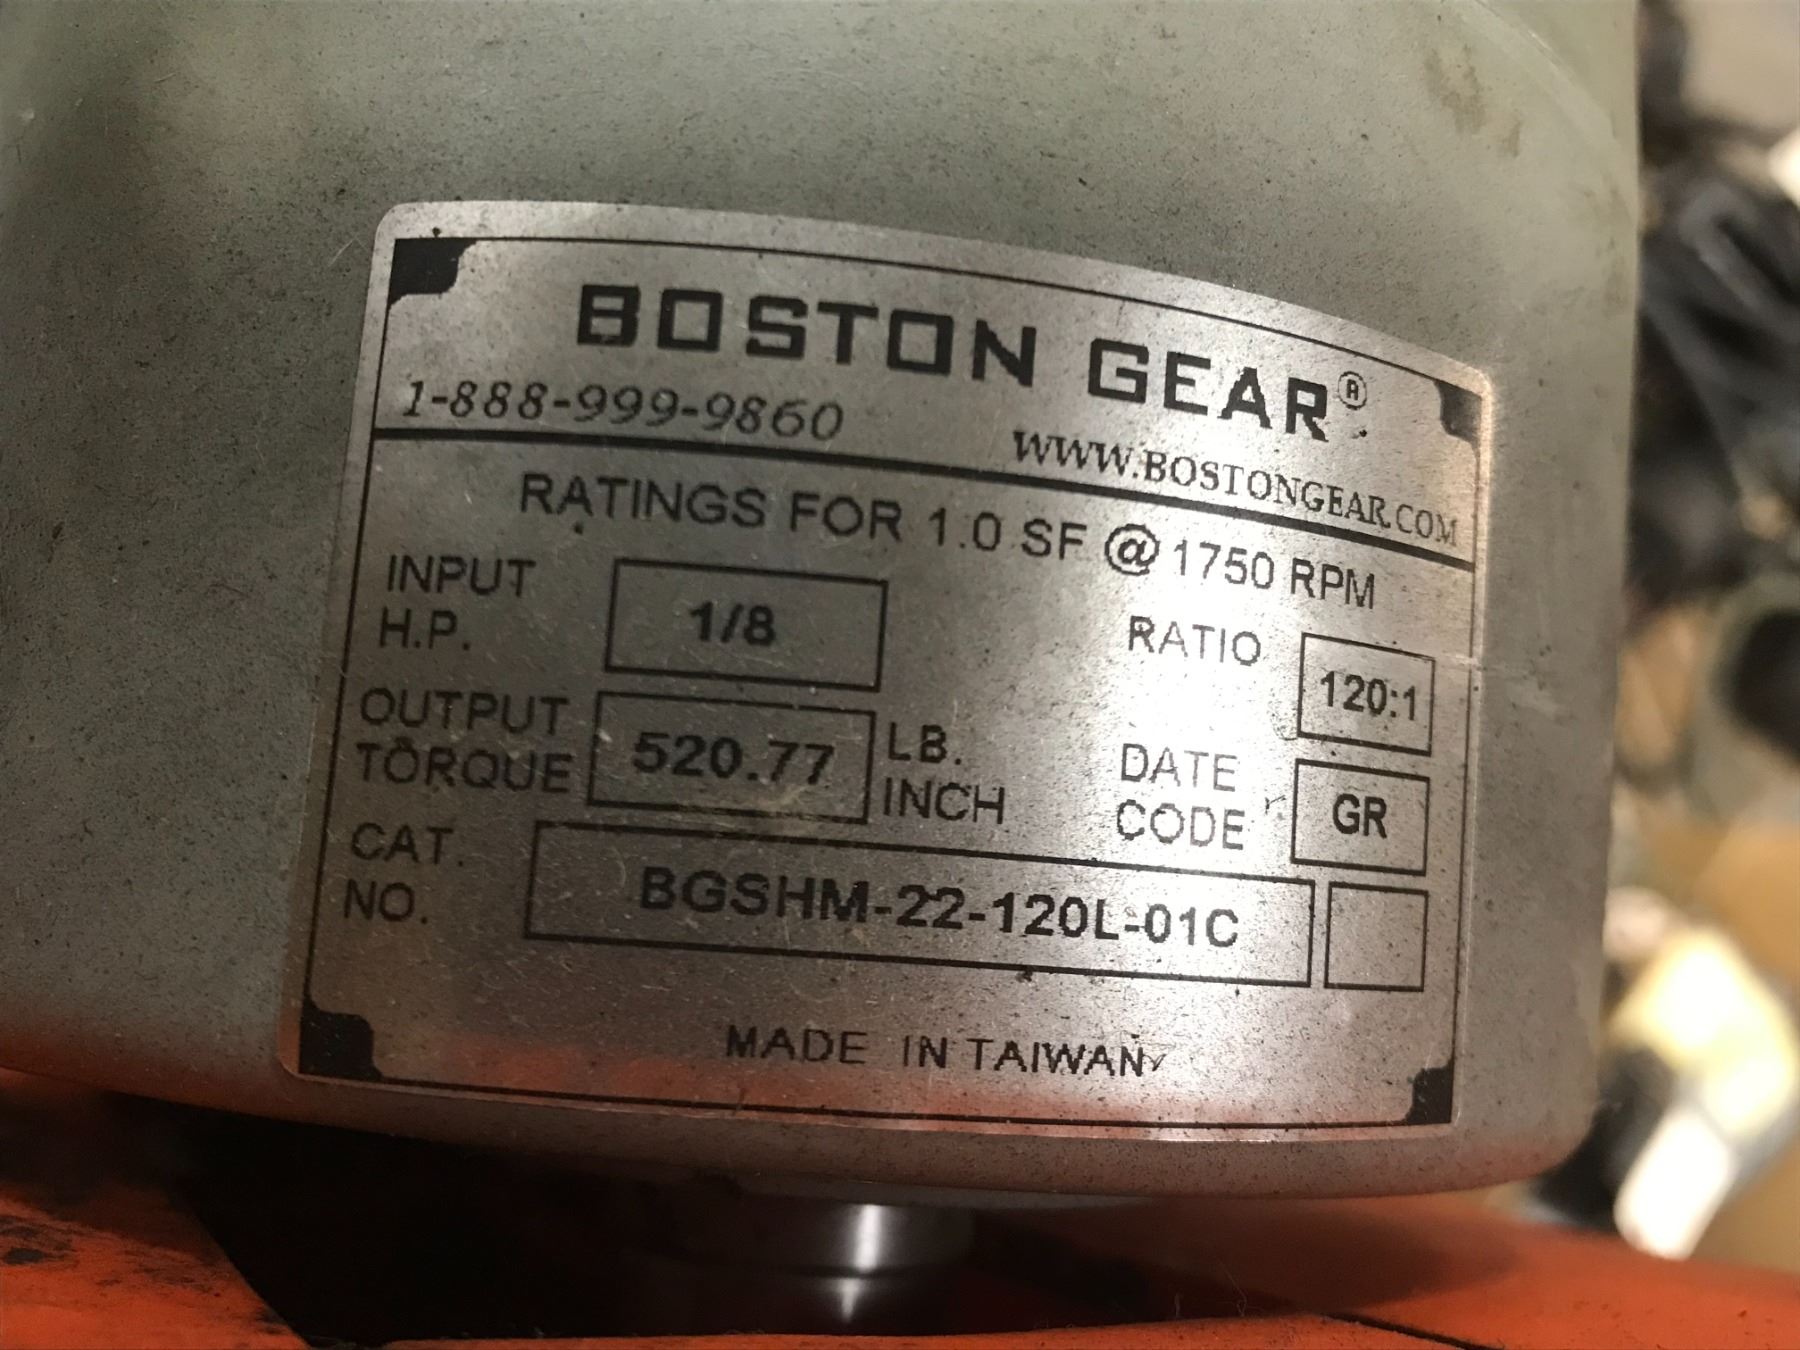 BOSTON GEAR®
1-888-999-9860
WWW.BOSTONGEAR.COM
RATINGS FOR 1.0 SF @ 1750 RPM
INPUT
H.P.
1/8
RATIO
120:1
OUTPUT
TORQUE
520.77
LB.
INCH
DATE
CODE
GR
CAT.
NO.
BGSHM-22-120L-01C
MADE IN TAIWAN